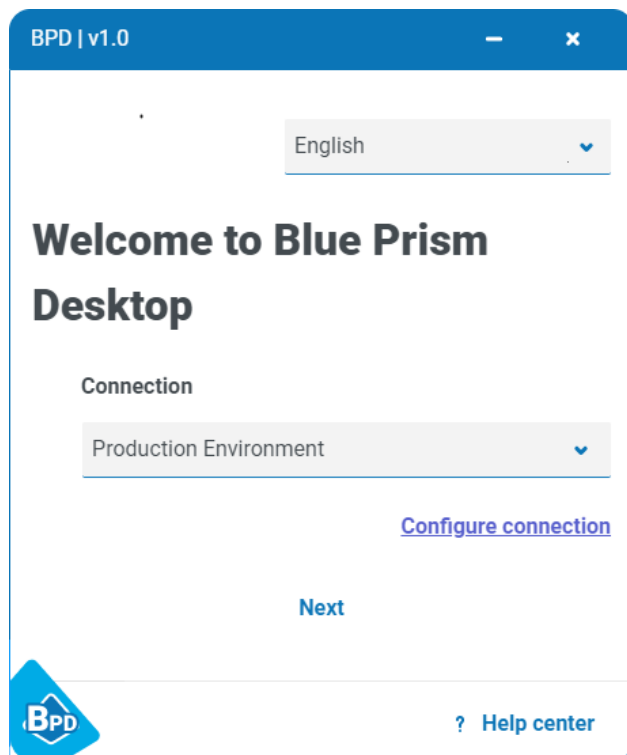 BPD | v1.0
English
Welcome to Blue Prism
Desktop
Connection
Production Environment
Configure connection
Next
BPD
? Help center